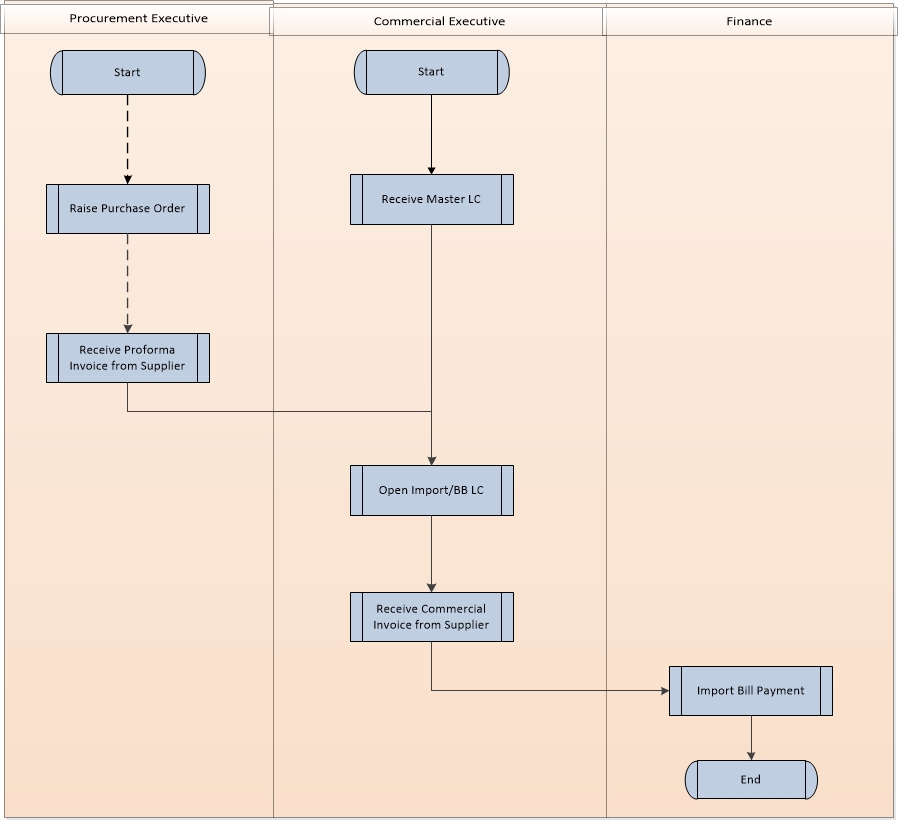 Procurement Executive
Commercial Executive
Finance
Start
Start
Raise Purchase Order
Receive Master LC
Receive Proforma
Invoice from Supplier
Open Import/BB LC
Receive Commercial
Invoice from Supplier
Import Bill Payment
End